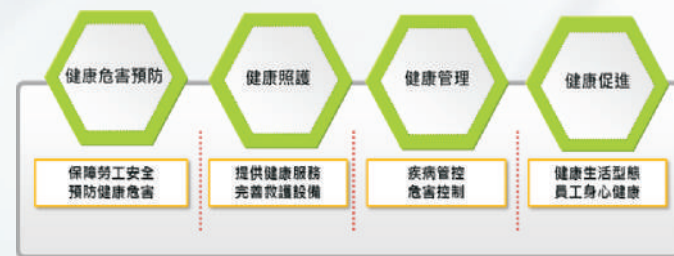 健康危害預防
健康照護
健康管理
健康促進
保障勞工安全
預防健康危害
提供健康服務
完善救護設備
疾病管控
危害控制
健康生活型態
員工身心健康